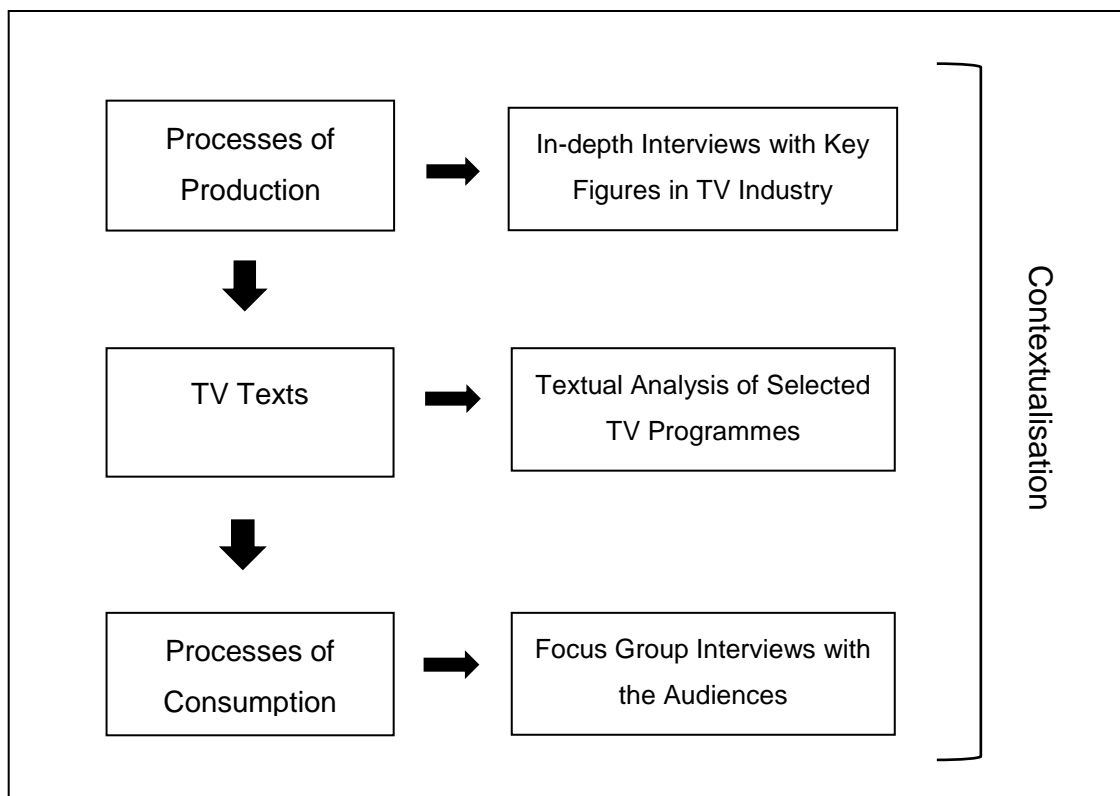 Processes of
Production
In-depth Interviews with Key
Figures in TV Industry
TV Texts
Textual Analysis of Selected
TV Programmes
Processes of
Consumption
Focus Group Interviews with
the Audiences
Contextualisation